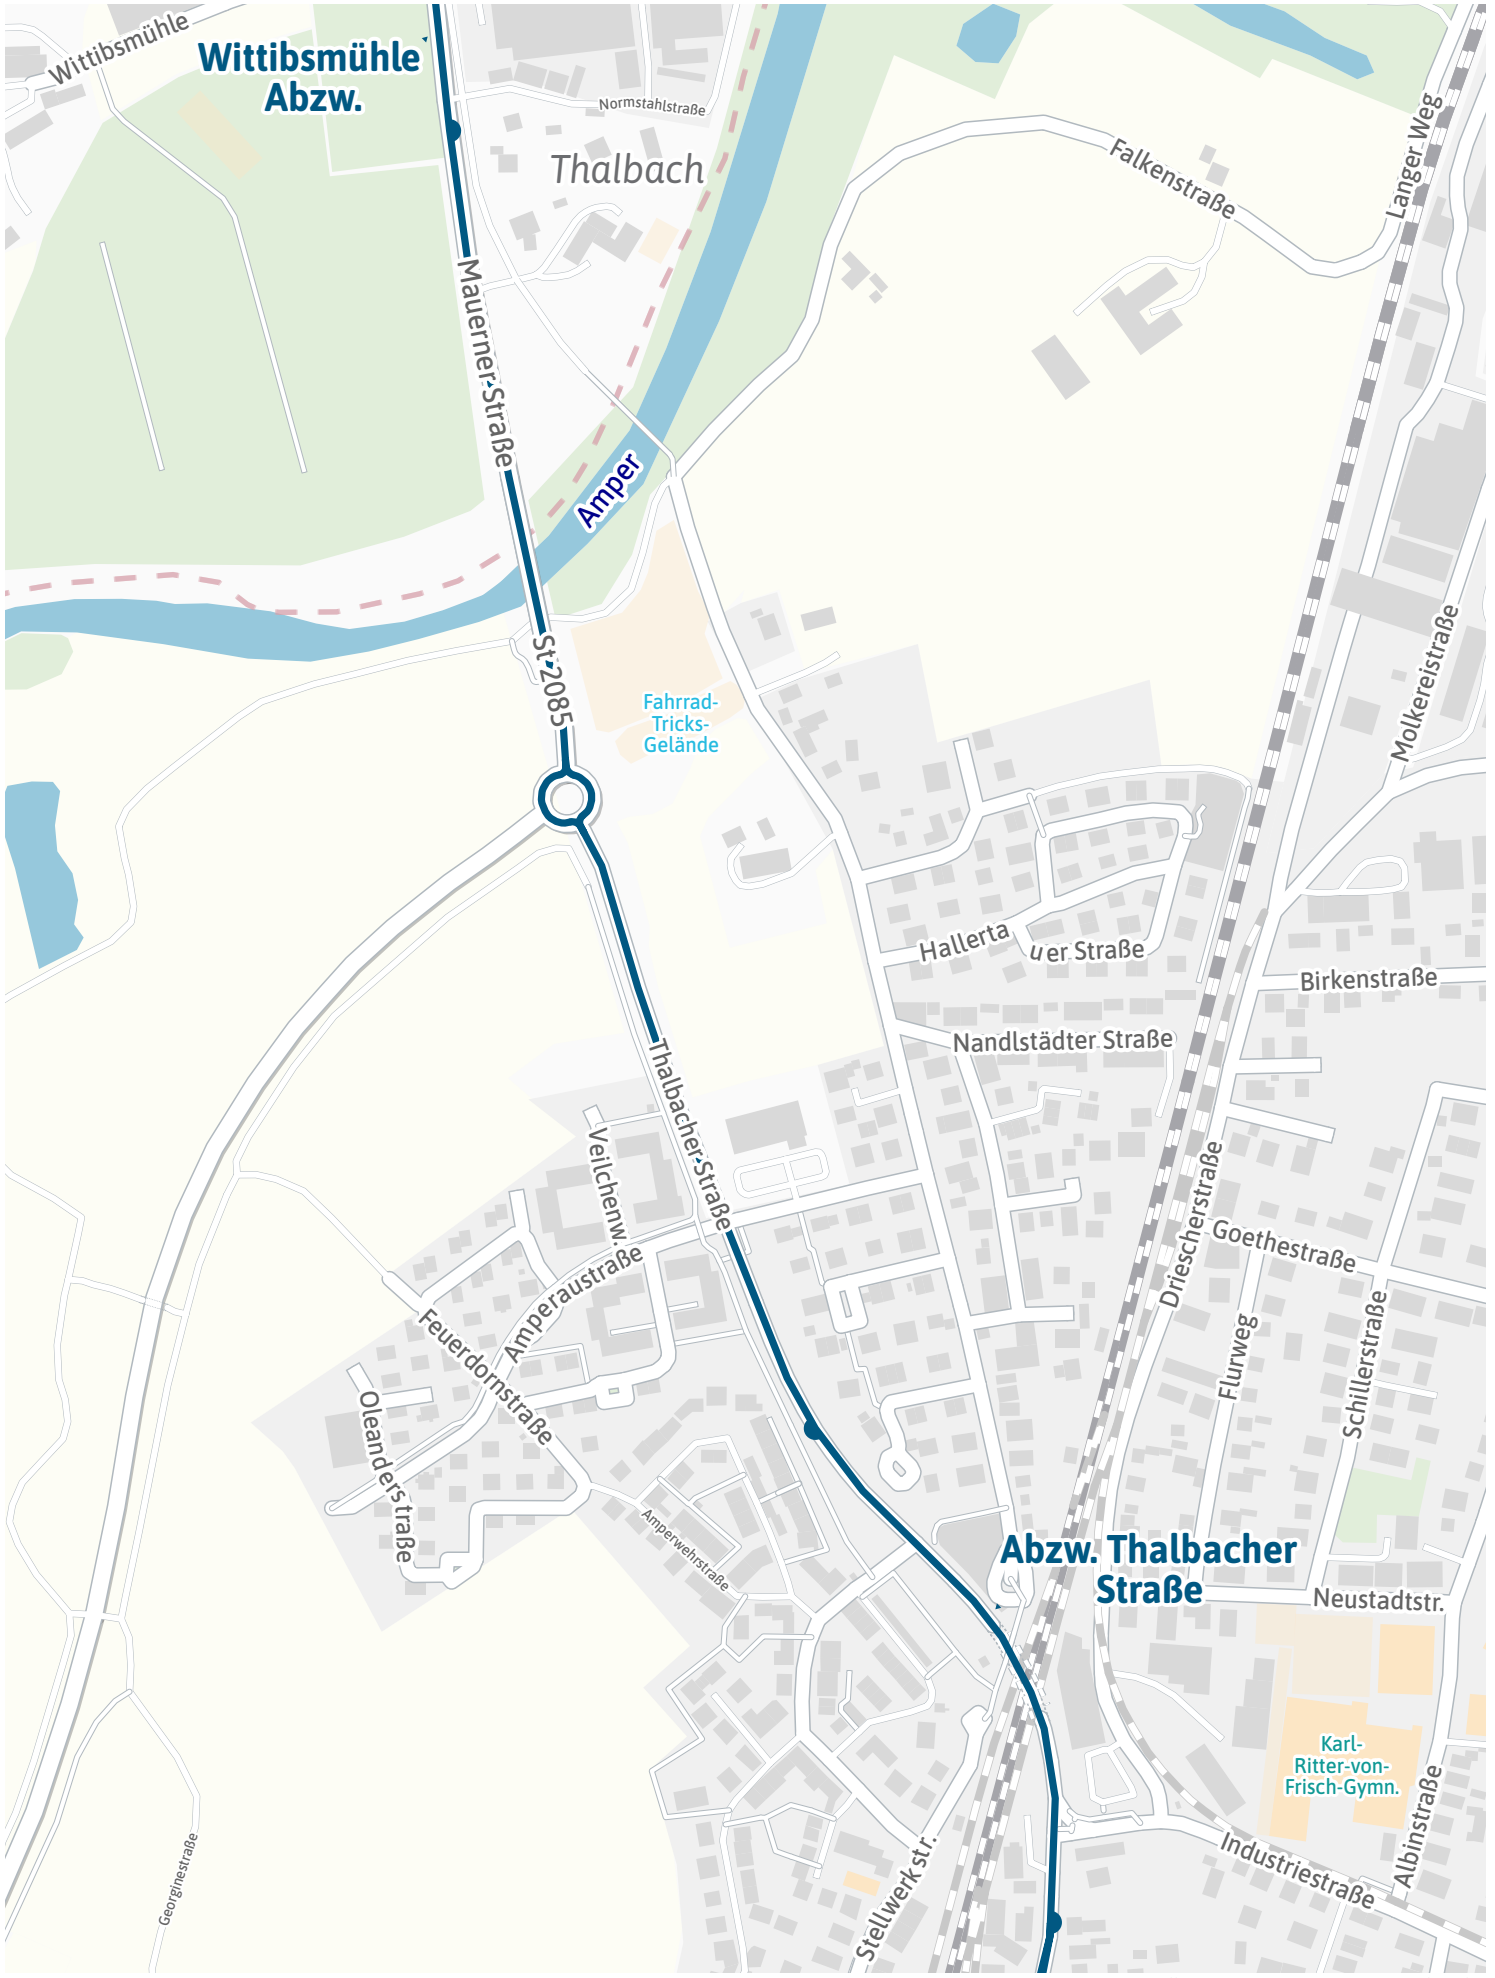 Wittibsmühle
Wittibsmühle
Abzw.
Normstahlstraße
Thalbach
Falkenstraße
Langer Weg
Mauerner Straße
Amper
St 2085
Fahrrad-
Tricks-
Gelände
Molkereistraße
Hallerta
uer Straße
Birkenstraße
Nandlstädter Straße
Thalbacher Straße
Veilchenw.
Driescherstraße
Goethestraße
Amperaustraße
Feuerdornstraße
Flurweg
Schillerstraße
Oleanderstraße
Amperwehrstraße
Abzw. Thalbacher
Straße
Neustadtstr.
Karl-
Ritter-von-
Frisch-Gymn.
Albinstraße
Industriestraße
Stellwerkstr.
Georginestraße